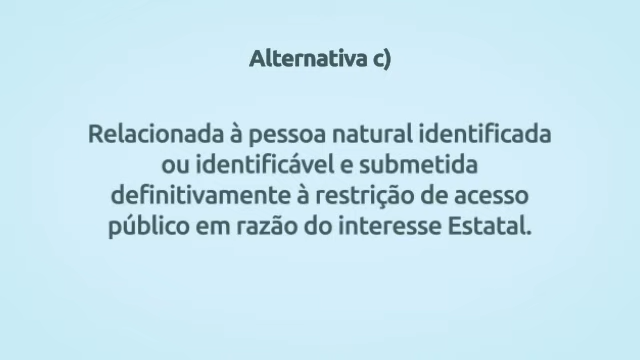 Alternativa c)
Relacionada à pessoa natural identificada
ou identificável e submetida
definitivamente à restrição de acesso
público em razão do interesse Estatal.